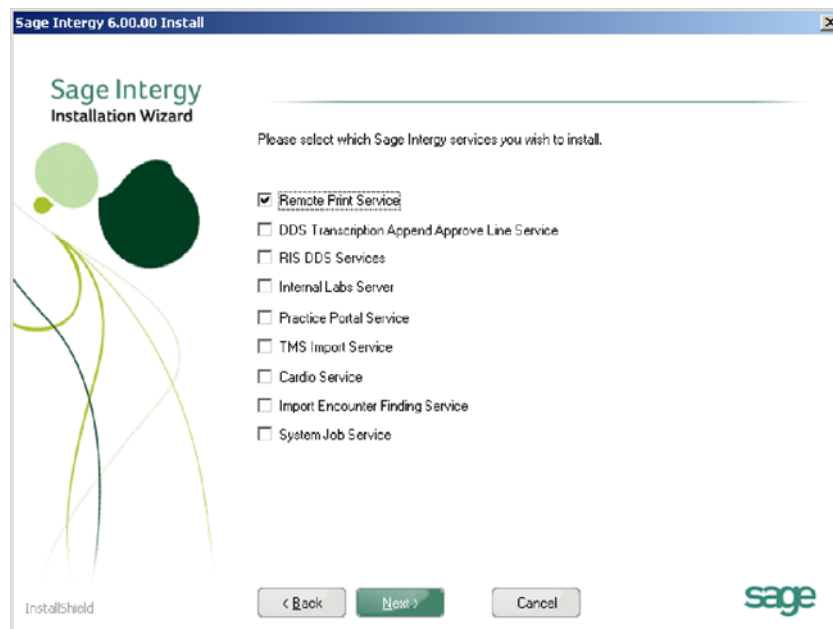 Sage Intergy 6.00.00 Install
Sage Intergy
Installation Wizard
Please select which Sage Intergy services you wish to install.
Remote Print Service
DDS Transcription Append Approve Line Service
RIS DDS Services
Internal Labs Server
Practice Portal Service
TMS Import Service
Cardio Service
Import Encounter Finding Service
System Job Service
InstallShield
< Back
Next >
Cancel
sage